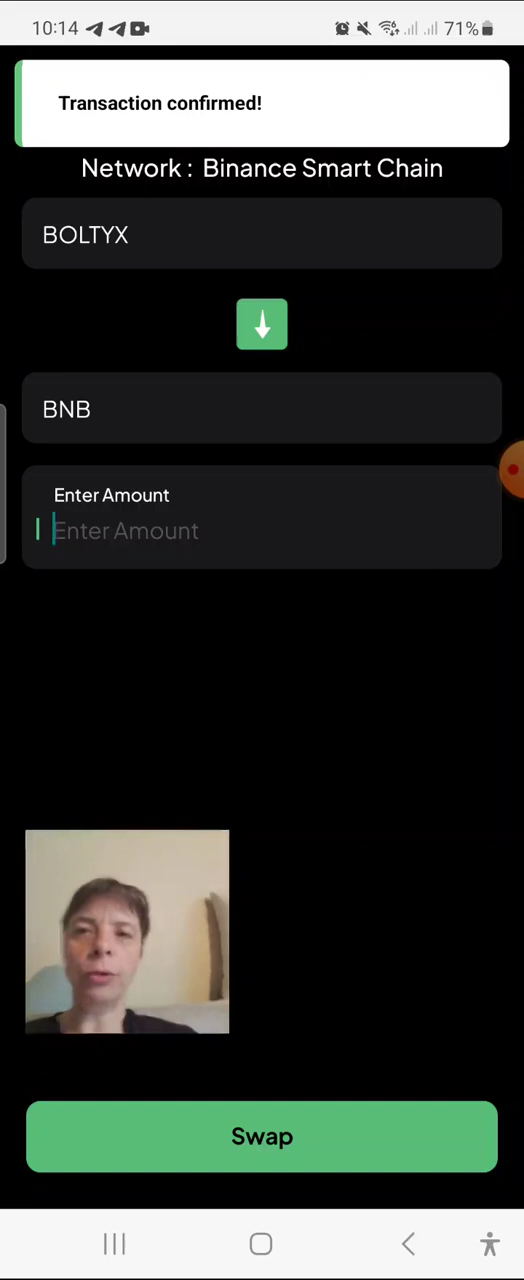 10:14
71%
Transaction confirmed!
Network : Binance Smart Chain
BOLTYX
BNB
Enter Amount
Enter Amount
Swap